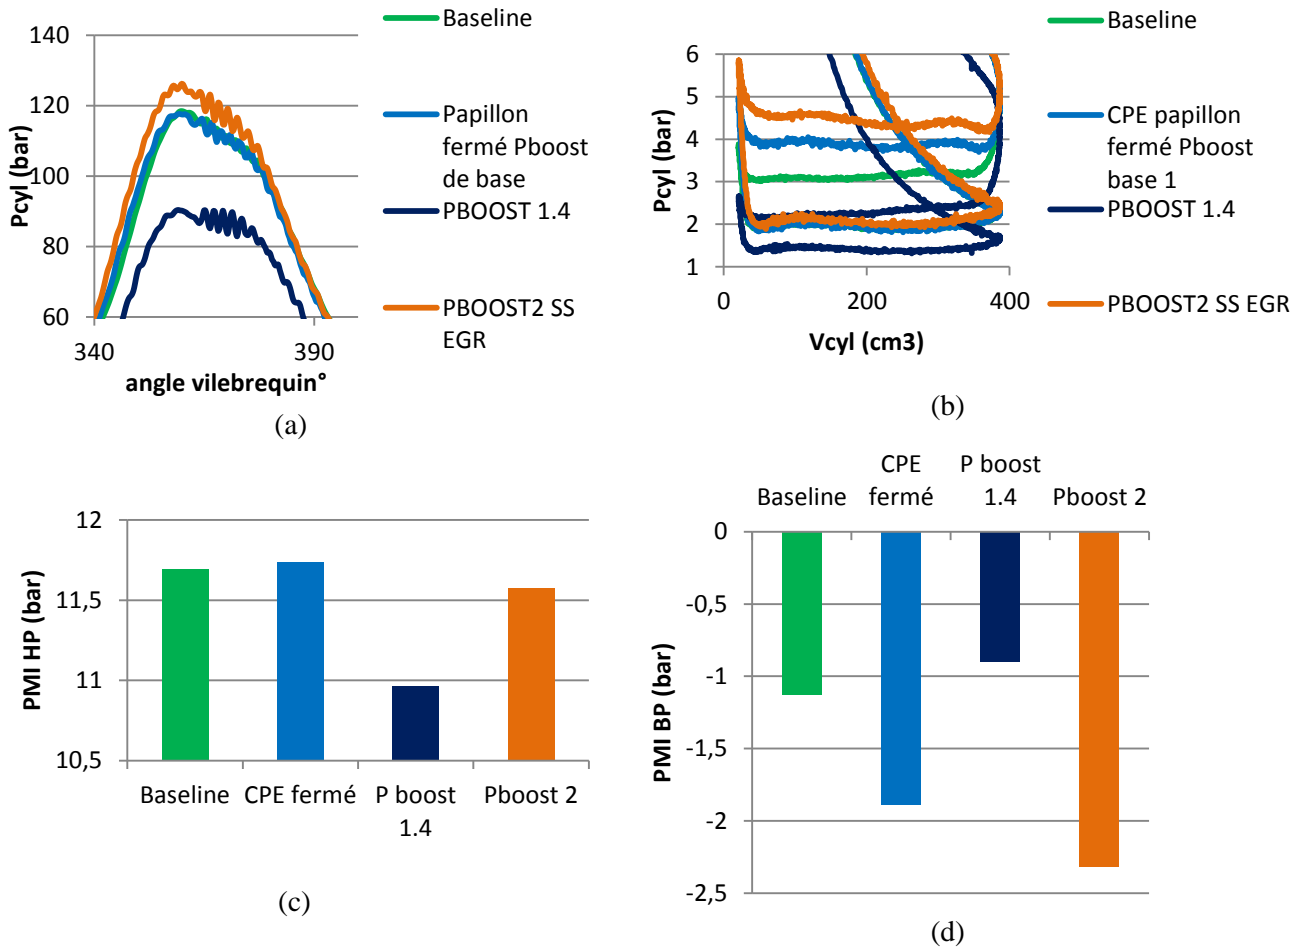 Baseline
Papillon
fermé Pboost
de base
PBOOST 1.4
PBOOST2 SS
EGR
140
120
100
80
60
340
390
Pcyl (bar)
angle vilebrequin°
(a)
Baseline
CPE papillon
fermé Pboost
base 1
PBOOST 1.4
PBOOST2 SS EGR
6
5
4
3
2
1
0
200
400
Pcyl (bar)
Vcyl (cm3)
(b)
12
11,5
11
10,5
PMI HP (bar)
Baseline
CPE fermé
P boost
1.4
Pboost 2
(c)
Baseline
CPE
fermé
P boost
1.4
Pboost 2
0
-0,5
-1
-1,5
-2
-2,5
PMI BP (bar)
(d)